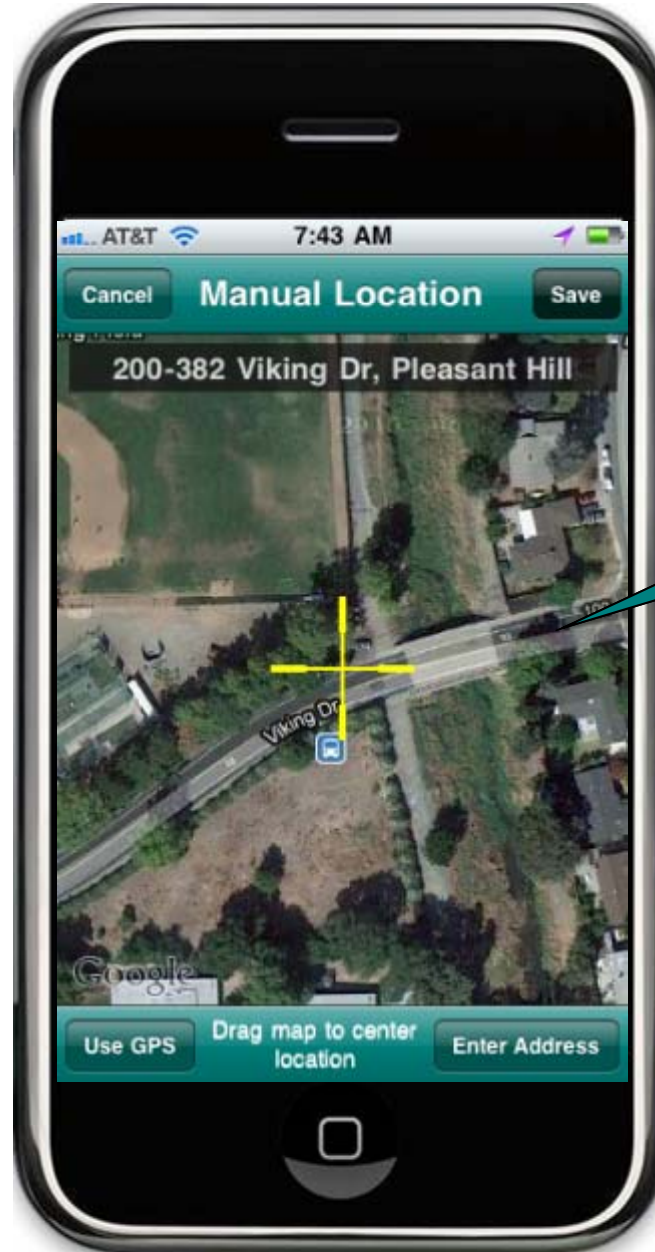 AT&T 7:43 AM
Cancel Manual Location Save
200-382 Viking Dr, Pleasant Hill
Viking Dr
Google
Use GPS Drag map to center location Enter Address